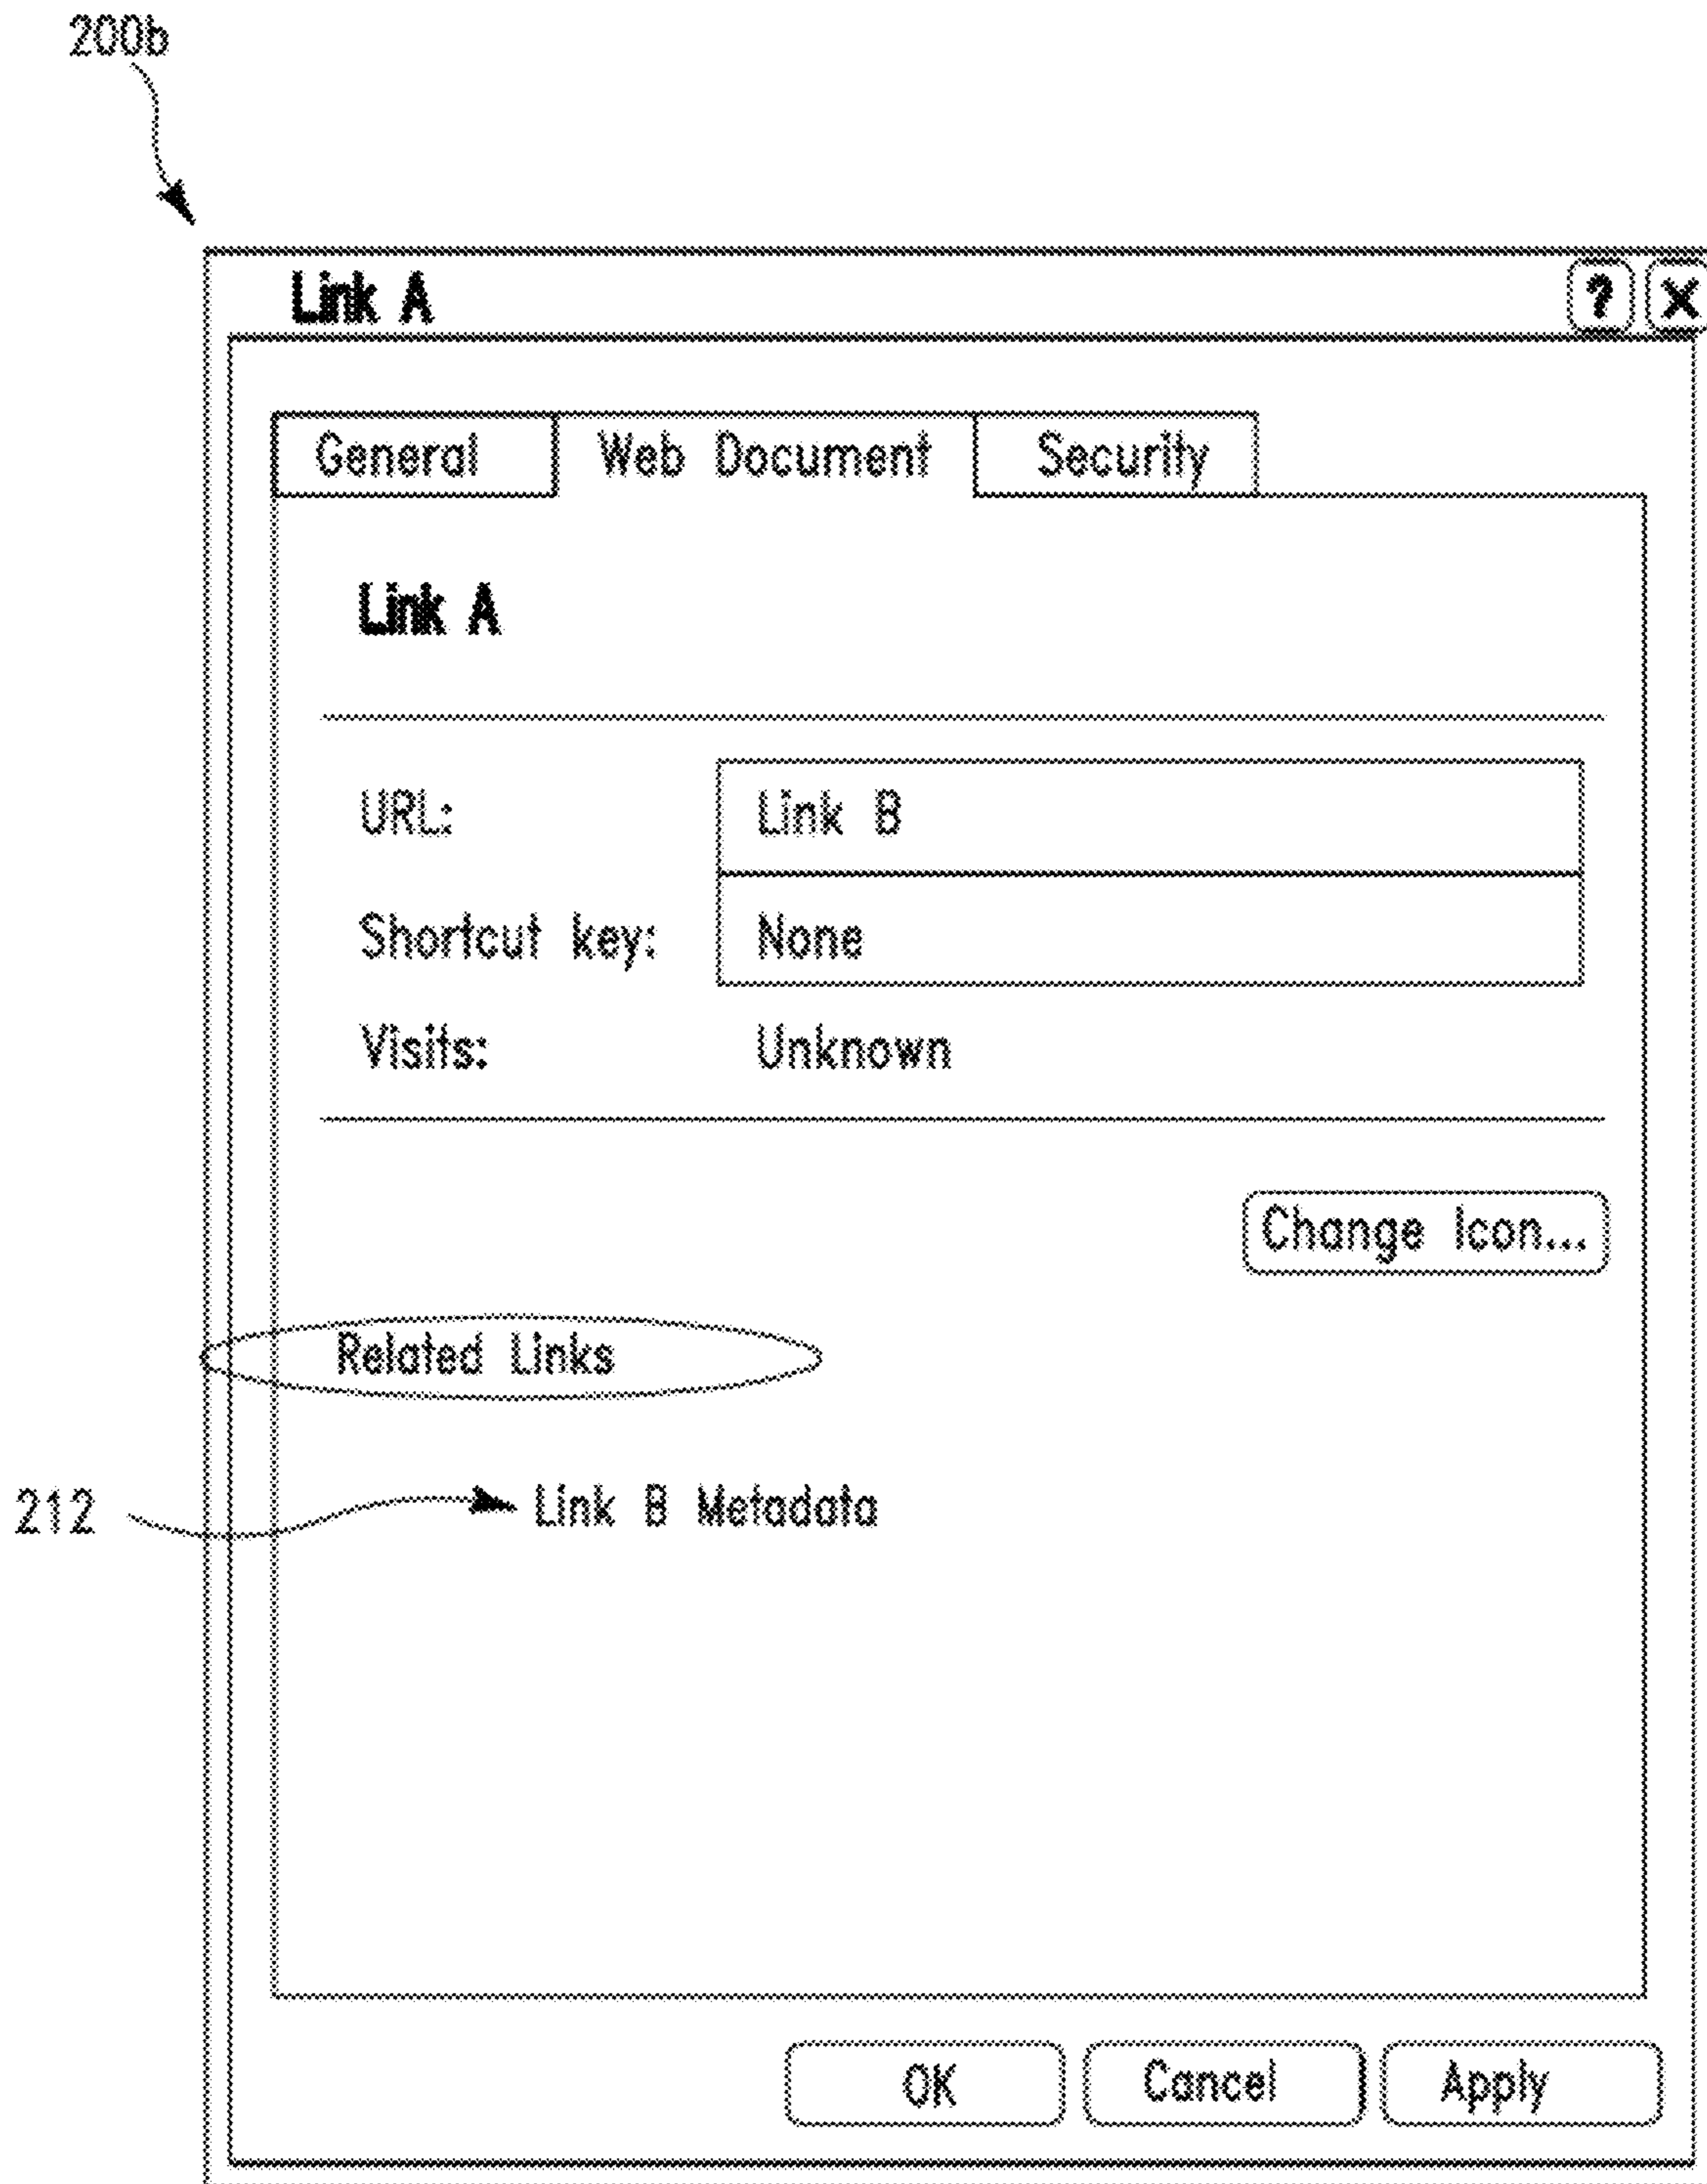 200b
Link A ? X
General Web Document Security
Link A
URL: Link B
Shortcut key: None
Visits: Unknown
Change Icon...
Related Links
212 Link B Metadata
OK Cancel Apply